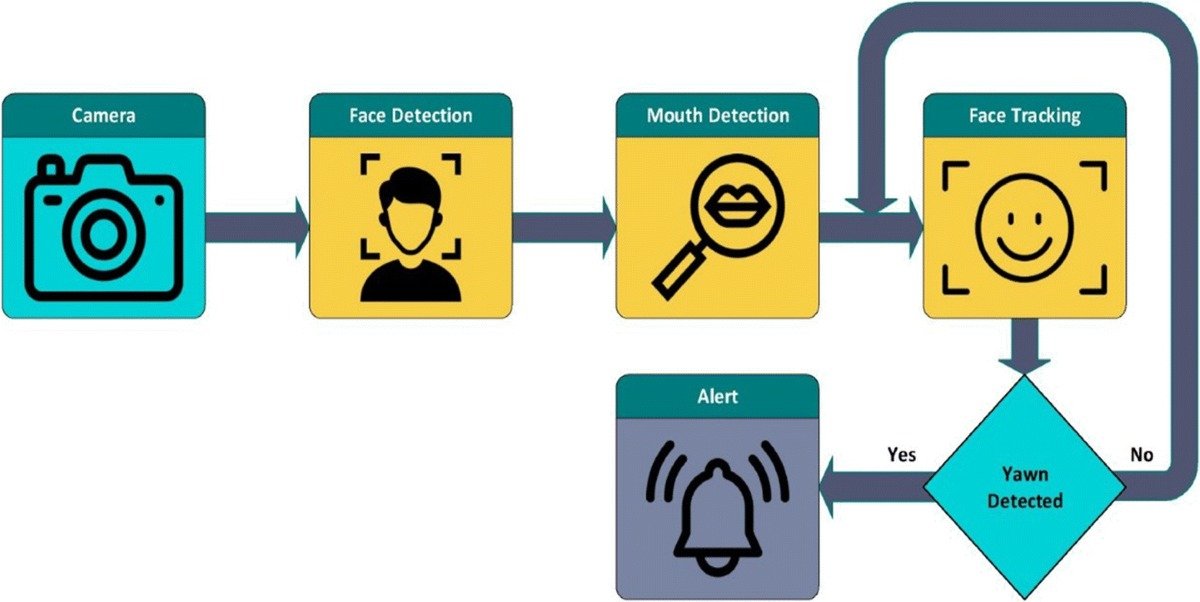 Camera
Face Detection
Mouth Detection
Face Tracking
Alert
Yes
Yawn
Detected
No